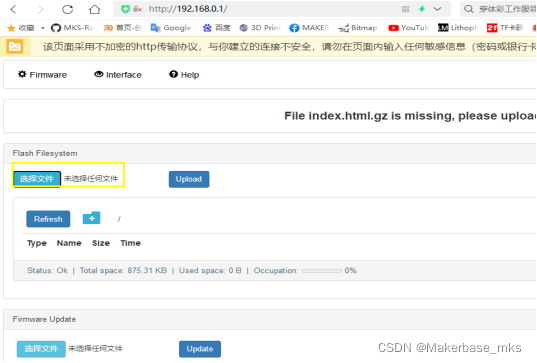 http://192.168.0.1/
穿体彩工作服
收藏 MKS-Ro 首页-创 Google 百度 3D Print MAKER Bitmap YouTub Lithoph TF卡
该页面采用不加密的http传输协议，与你建立的连接不安全，请勿在页面内输入任何敏感信息（密码或银行卡
Firmware Interface Help
File index.html.gz is missing, please upload
Flash Filesystem
选择文件 未选择任何文件 Upload
Refresh /
Type Name Size Time
Status: Ok | Total space: 875.31 KB | Used space: 0 B | Occupation: 0%
Firmware Update
选择文件 未选择任何文件 Update
CSDN @Makerbase_mks